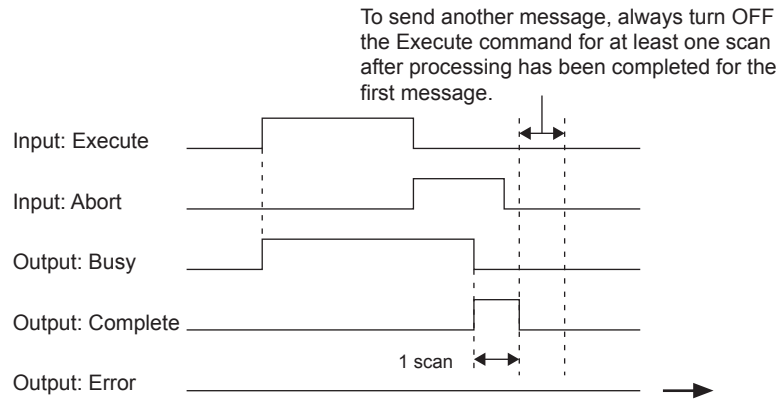 To send another message, always turn OFF
the Execute command for at least one scan
after processing has been completed for the
first message.
Input: Execute
Input: Abort
Output: Busy
Output: Complete
1 scan
Output: Error